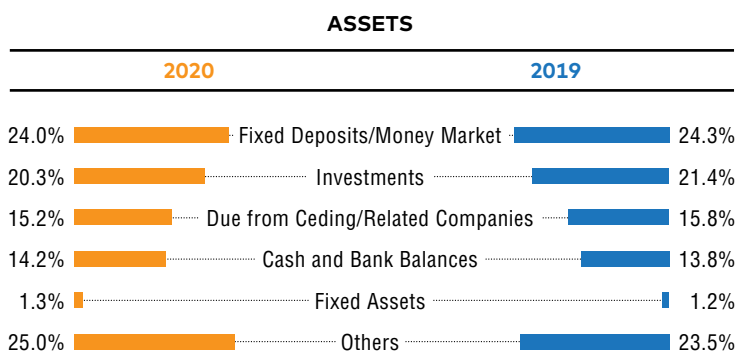 ASSETS
2020 2019
24.0% Fixed Deposits/Money Market 24.3%
20.3% Investments 21.4%
15.2% Due from Ceding/Related Companies 15.8%
14.2% Cash and Bank Balances 13.8%
1.3% Fixed Assets 1.2%
25.0% Others 23.5%